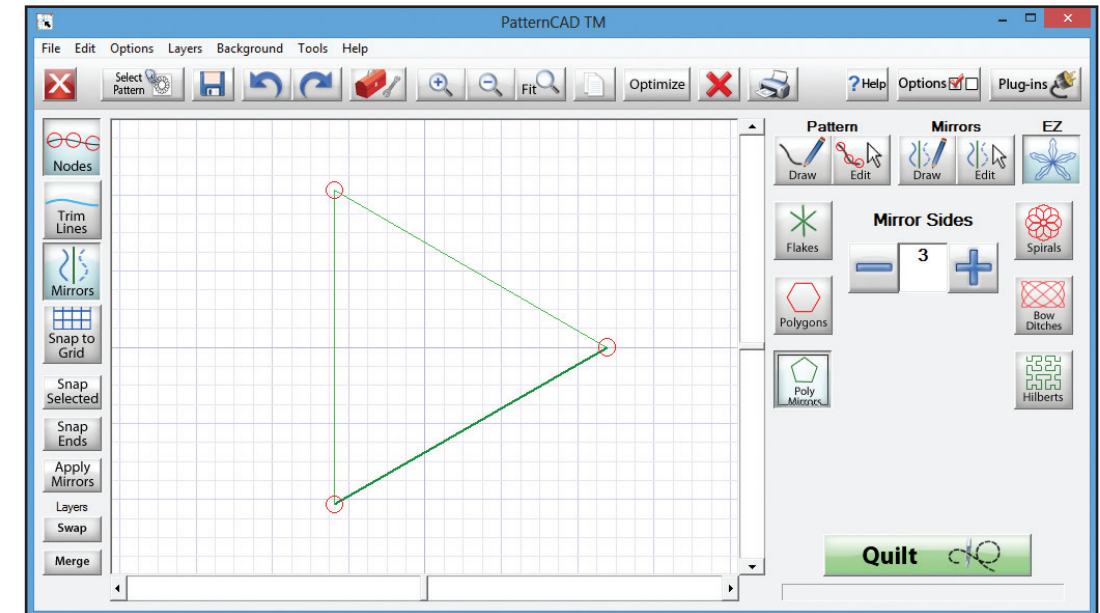 PatternCAD TM
File Edit Options Layers Background Tools Help
Select
Pattern
Fit
Optimize
? Help
Options
Plug-ins
Nodes
Trim
Lines
Mirrors
Snap to
Grid
Snap
Selected
Snap
Ends
Apply
Mirrors
Layers
Swap
Merge
Pattern Mirrors EZ
Draw Edit Draw Edit
Flakes
Mirror Sides
3
Spirals
Polygons
Bow
Ditches
Poly
Mirrors
Hilberts
Quilt